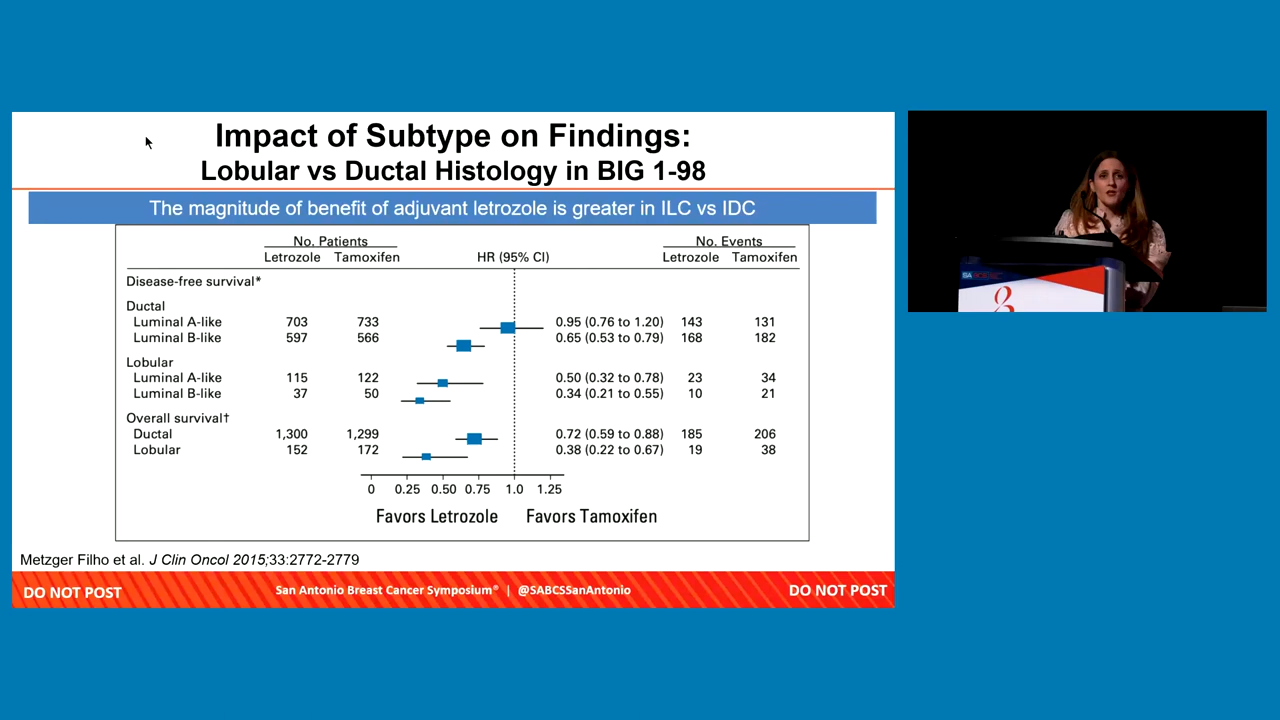 Impact of Subtype on Findings:
Lobular vs Ductal Histology in BIG 1-98
The magnitude of benefit of adjuvant letrozole is greater in ILC vs IDC
No. Patients No. Events
Letrozole Tamoxifen HR (95% CI) Letrozole Tamoxifen
Disease-free survival*
Ductal
Luminal A-like 703 733 0.95 (0.76 to 1.20) 143 131
Luminal B-like 597 566 0.65 (0.53 to 0.79) 168 182
Lobular
Luminal A-like 115 122 0.50 (0.32 to 0.78) 23 34
Luminal B-like 37 50 0.34 (0.21 to 0.55) 10 21
Overall survival†
Ductal 1,300 1,299 0.72 (0.59 to 0.88) 185 206
Lobular 152 172 0.38 (0.22 to 0.67) 19 38
0 0.25 0.50 0.75 1.0 1.25
Favors Letrozole Favors Tamoxifen
Metzger Filho et al. J Clin Oncol 2015;33:2772-2779
DO NOT POST San Antonio Breast Cancer Symposium® | @SABCSSanAntonio DO NOT POST